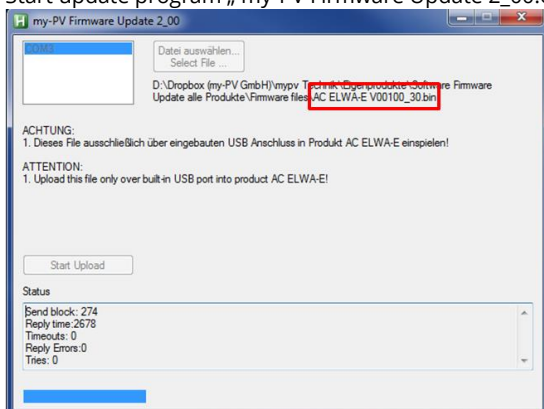 Start update program „ my-PV Firmware Update 2_00.
my-PV Firmware Update 2_00
COM3
Datei auswählen...
Select File ...
D:\Dropbox (my-PV GmbH)\mypv Technik\Eigenprodukte\Software Firmware
Update alle Produkte\Firmware files\AC ELWA-E V00100_30.bin
ACHTUNG:
1. Dieses File ausschließlich über eingebauten USB Anschluss in Produkt AC ELWA-E einspielen!
ATTENTION:
1. Upload this file only over built-in USB port into product AC ELWA-E!
Start Upload
Status
Send block: 274
Reply time:2678
Timeouts: 0
Reply Errors:0
Tries: 0